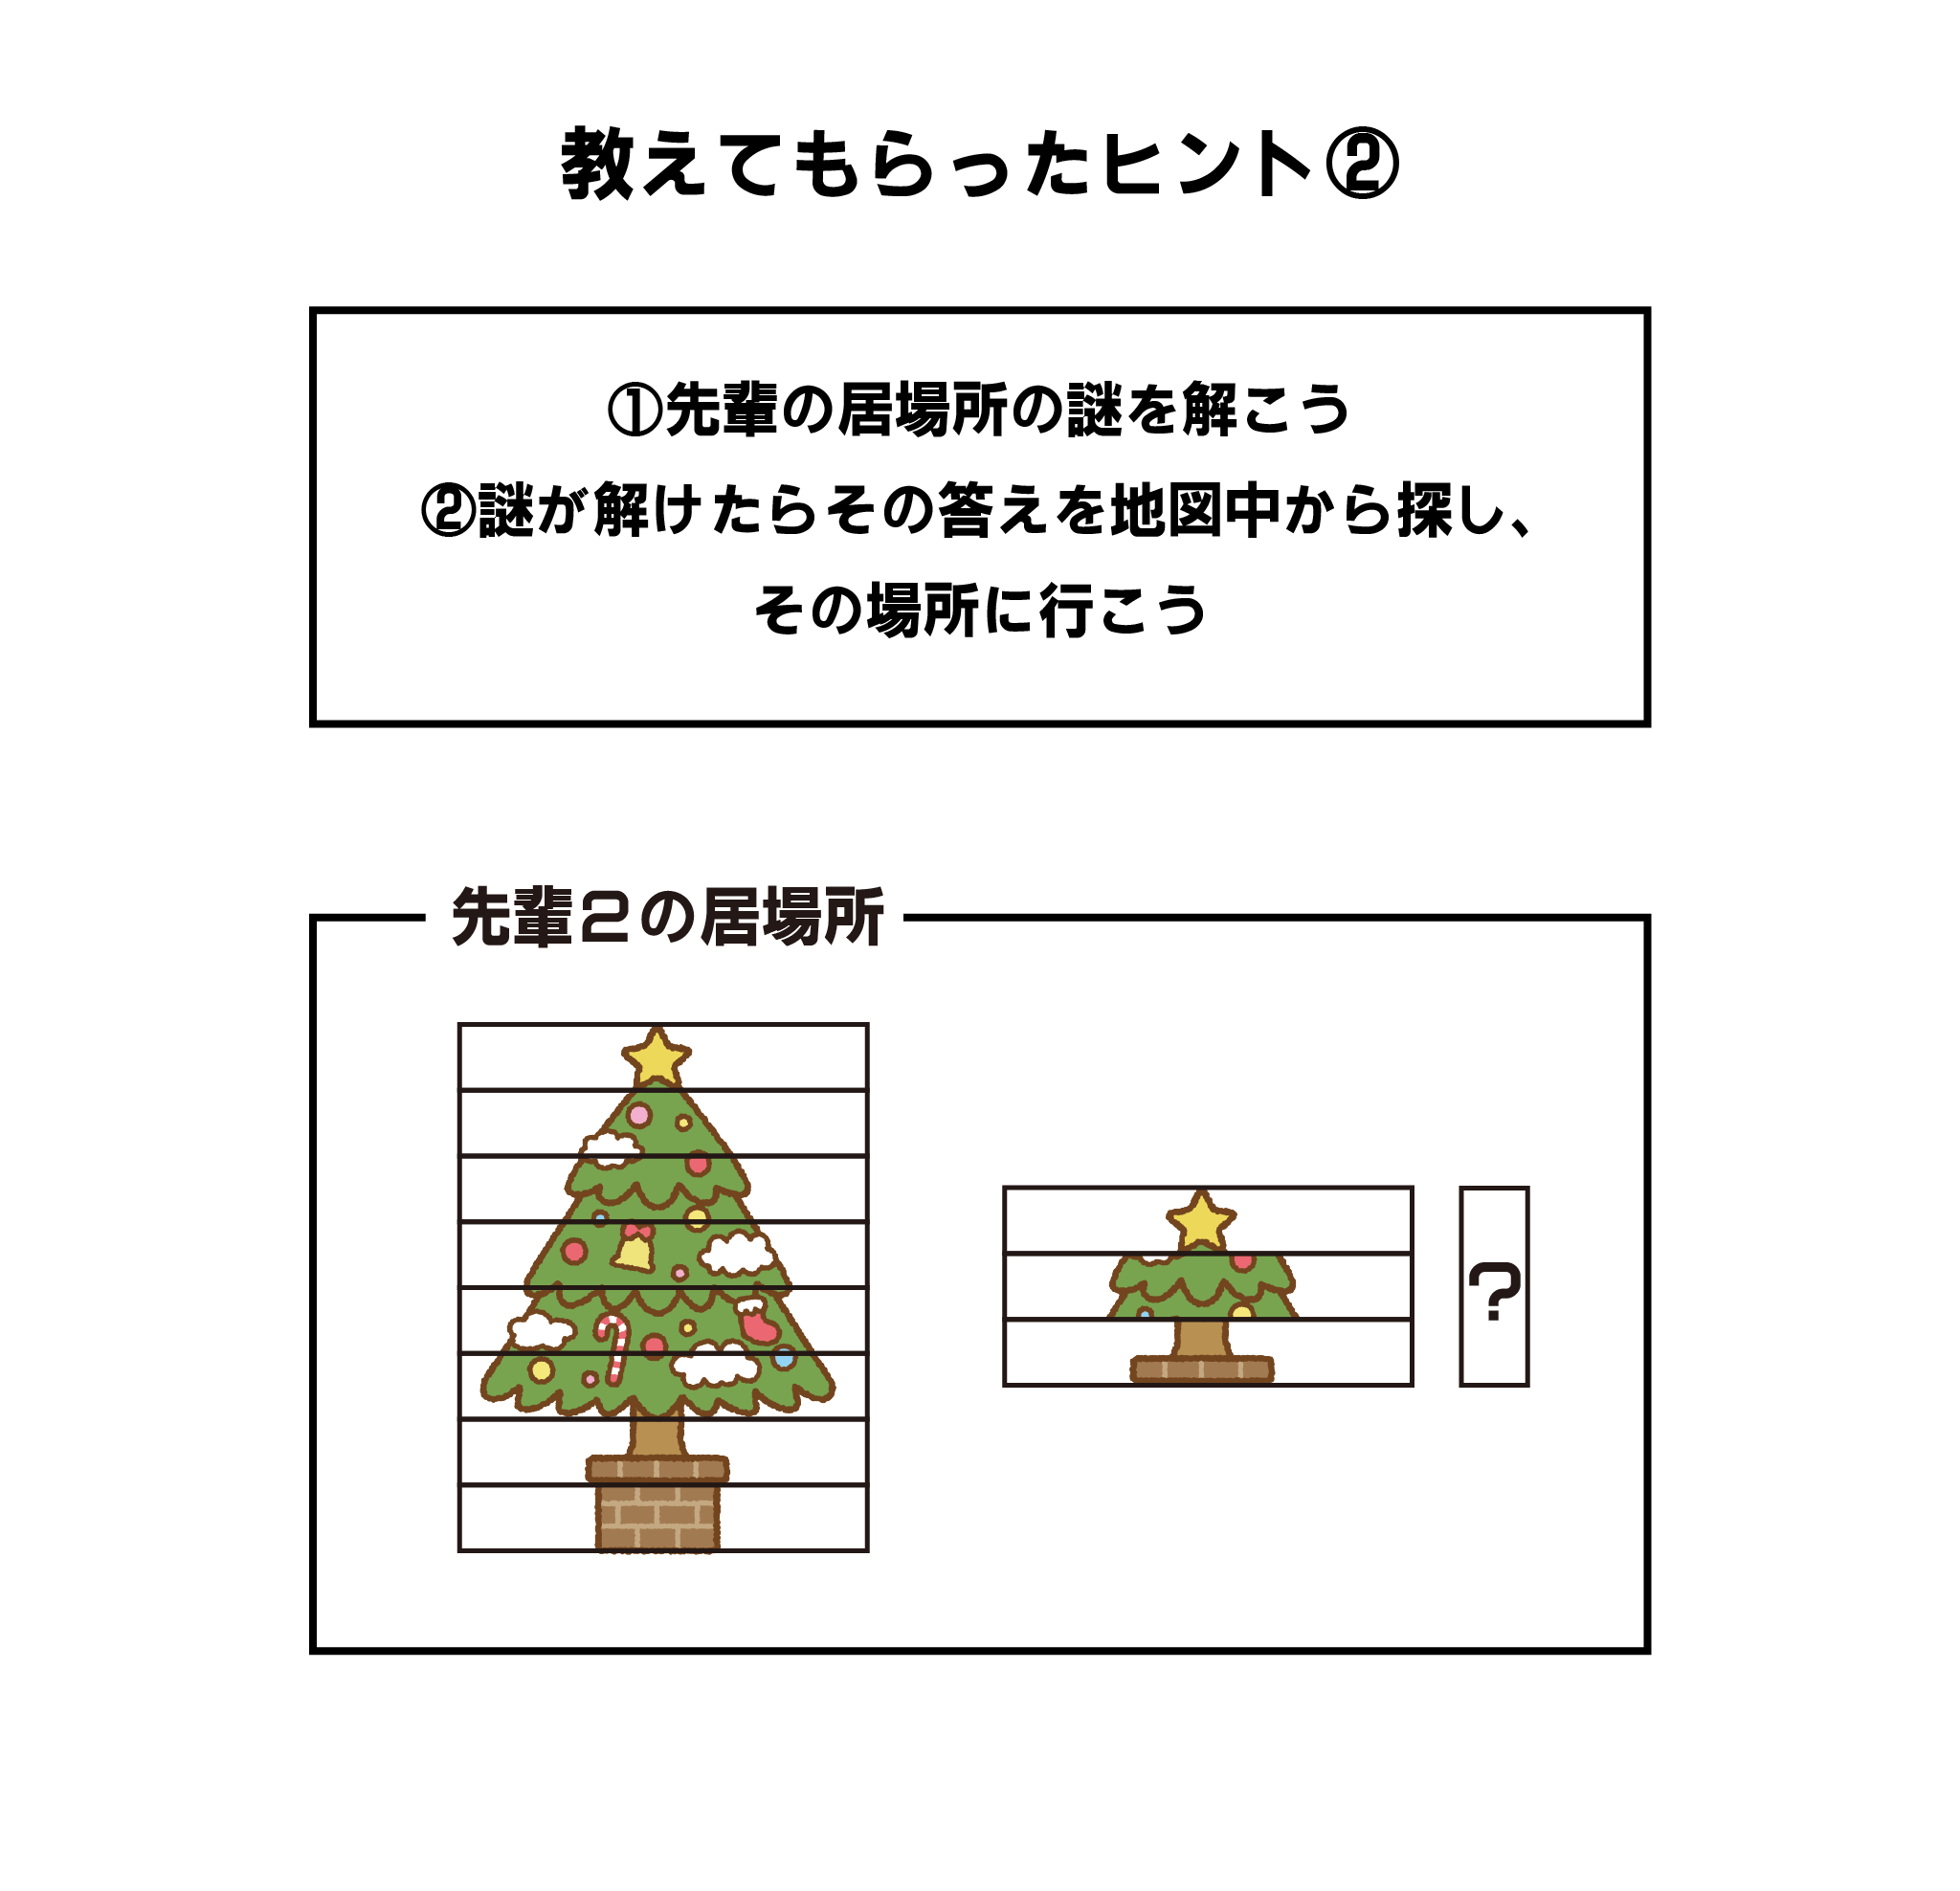 教えてもらったヒント②
①先輩の居場所の謎を解こう
②謎が解けたらその答えを地図中から探し、
その場所に行こう
先輩2の居場所
?